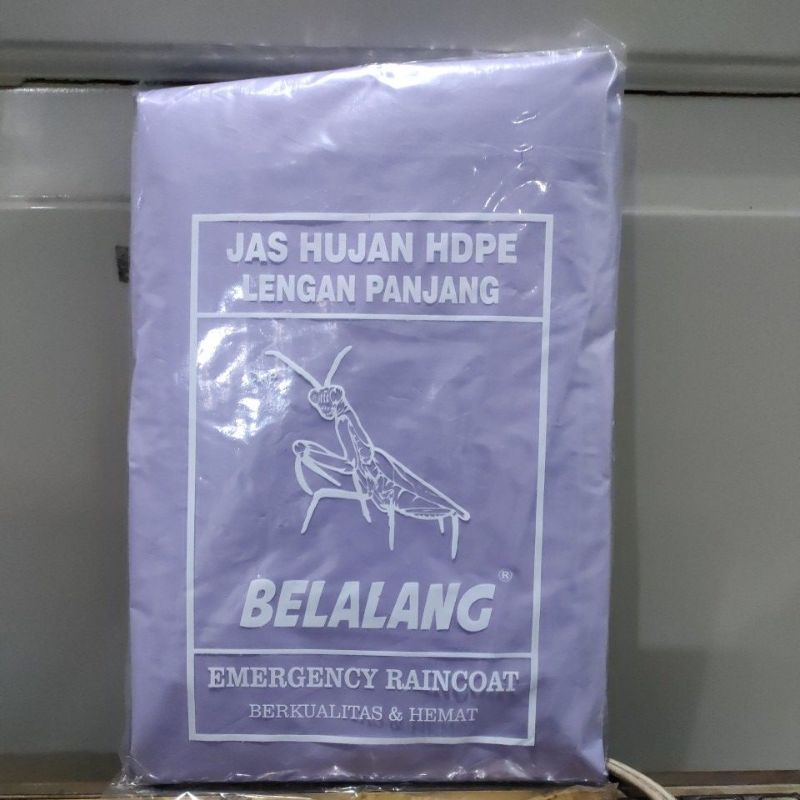 JAS HUJAN HDPE
LENGAN PANJANG
BELALANG®
EMERGENCY RAINCOAT
BERKUALITAS & HEMAT